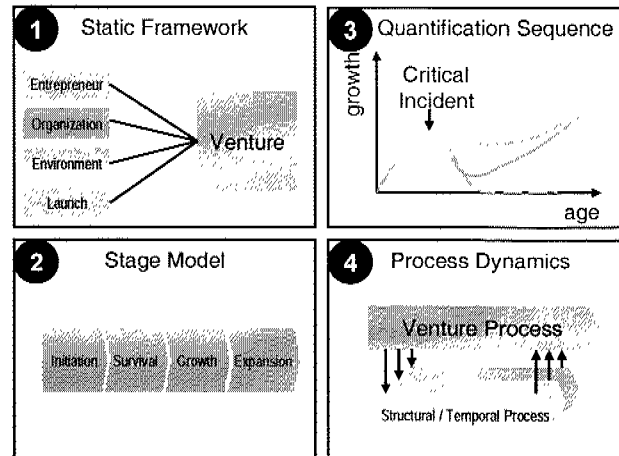 1
Static Framework
Entrepreneur
Organization
Environment
Launch
Venture
3
Quantification Sequence
growth
Critical
Incident
age
2
Stage Model
Initiation
Survival
Growth
Expansion
4
Process Dynamics
Venture Process
Structural / Temporal Process